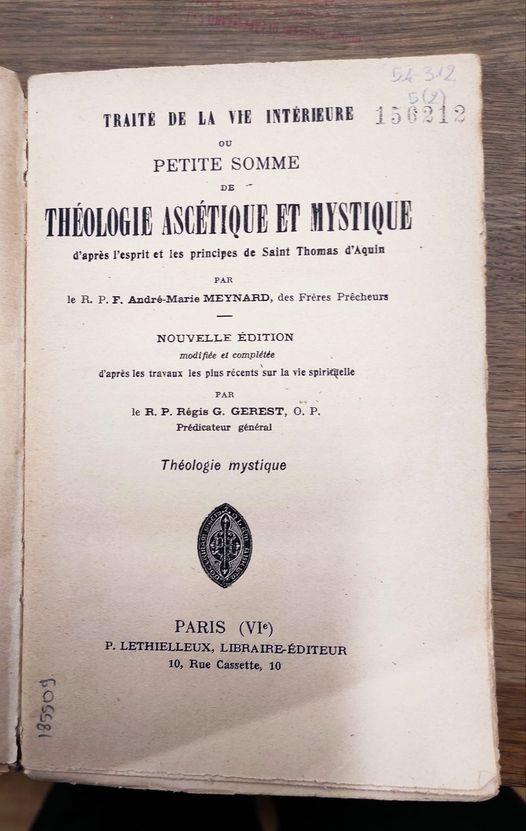 54-312
5(2)
156212
TRAITÉ DE LA VIE INTÉRIEURE
OU
PETITE SOMME
DE
THÉOLOGIE ASCÉTIQUE ET MYSTIQUE
d'après l'esprit et les principes de Saint Thomas d'Aquin
PAR
le R. P. F. André-Marie MEYNARD, des Frères Prêcheurs
NOUVELLE ÉDITION
modifiée et complétée
d'après les travaux les plus récents sur la vie spirituelle
PAR
le R. P. Régis G. GEREST, O. P.
Prédicateur général
Théologie mystique
PARIS (VIe)
P. LETHIELLEUX, LIBRAIRE-ÉDITEUR
10, Rue Cassette, 10
185509